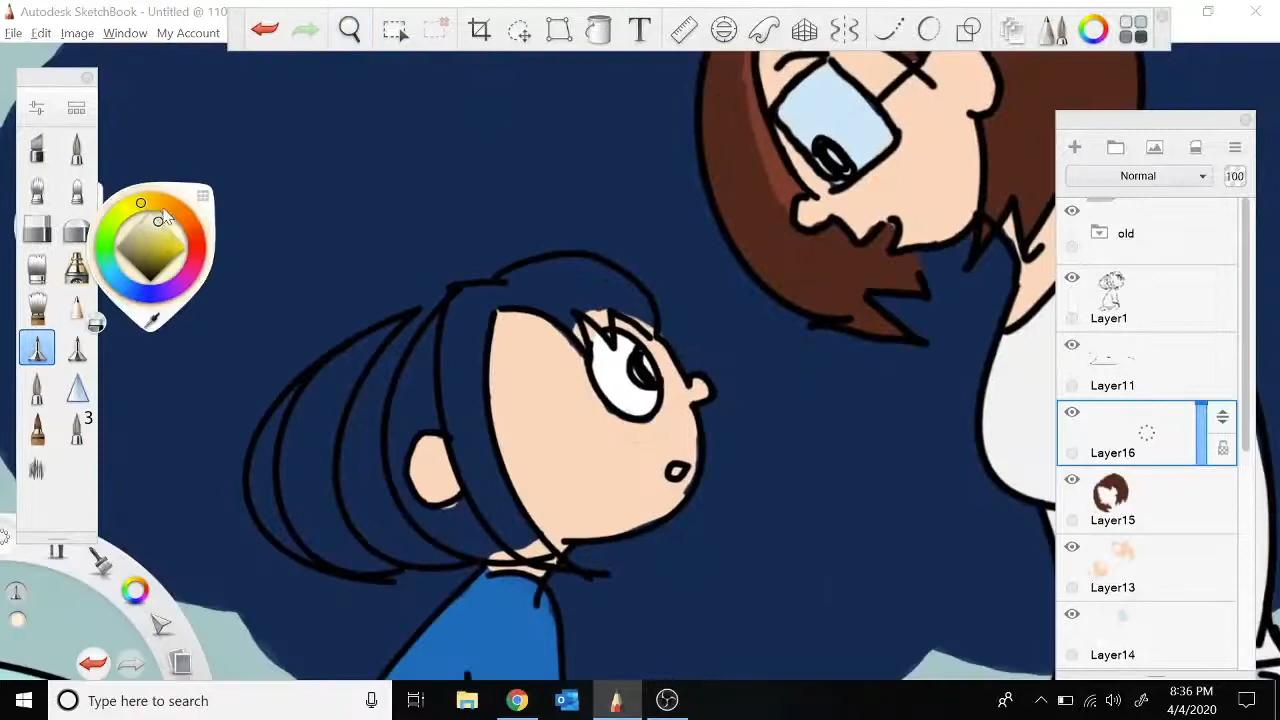 Autodesk SketchBook - Untitled @ 110
File Edit Image Window My Account
T
Normal
100
old
Layer1
Layer11
Layer16
Layer15
Layer13
Layer14
3
Type here to search
8:36 PM
4/4/2020